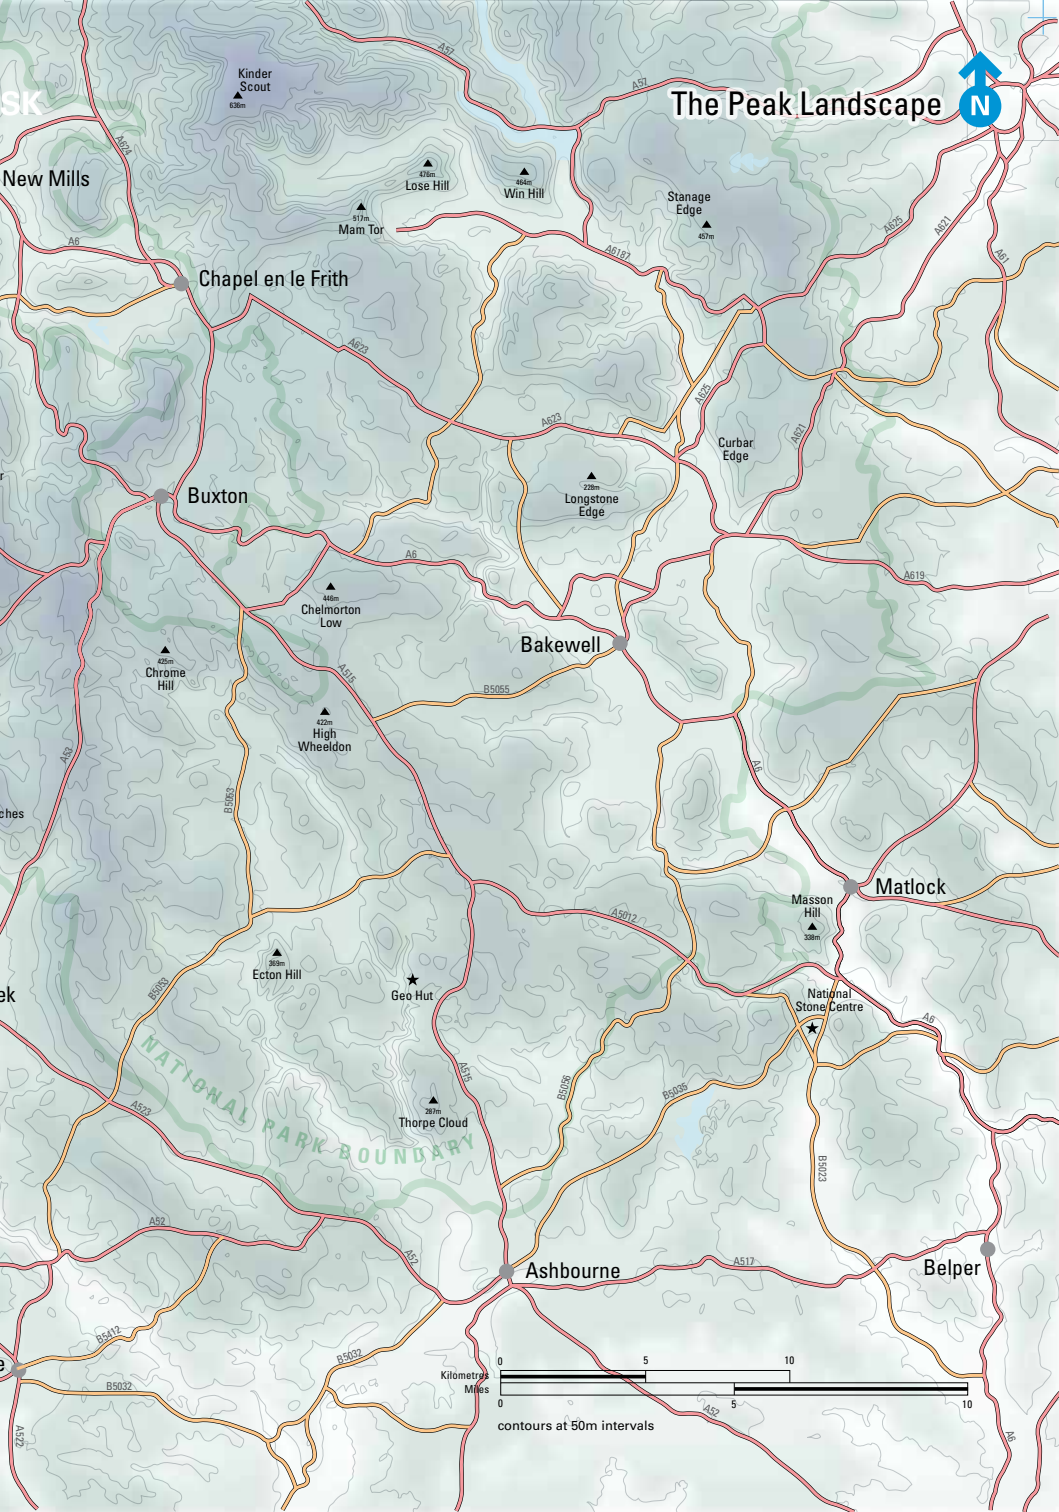 A57
A57
Kinder
Scout
636m
SK
The Peak Landscape
N
A624
New Mills
476m
Lose Hill
464m
Win Hill
Stanage
Edge
457m
517m
Mam Tor
A625
A621
A6
A6187
A61
Chapel en le Frith
A623
A625
A623
A621
Curbar
Edge
228m
Longstone
Edge
Buxton
A6
A619
446m
Chelmorton
Low
Bakewell
425m
Chrome
Hill
A515
B5055
422m
High
Wheeldon
A53
A6
B5053
ches
Matlock
Masson
Hill
338m
A5012
369m
Ecton Hill
B5053
Geo Hut
ek
National
Stone Centre
A6
NATIONAL PARK BOUNDARY
A515
B5056
B5035
287m
Thorpe Cloud
A523
B5023
A52
A52
Ashbourne
A517
Belper
B5412
B5032
e
B5032
A522
0 5 10
Kilometres
Miles
0 5 10
contours at 50m intervals
A52
A6